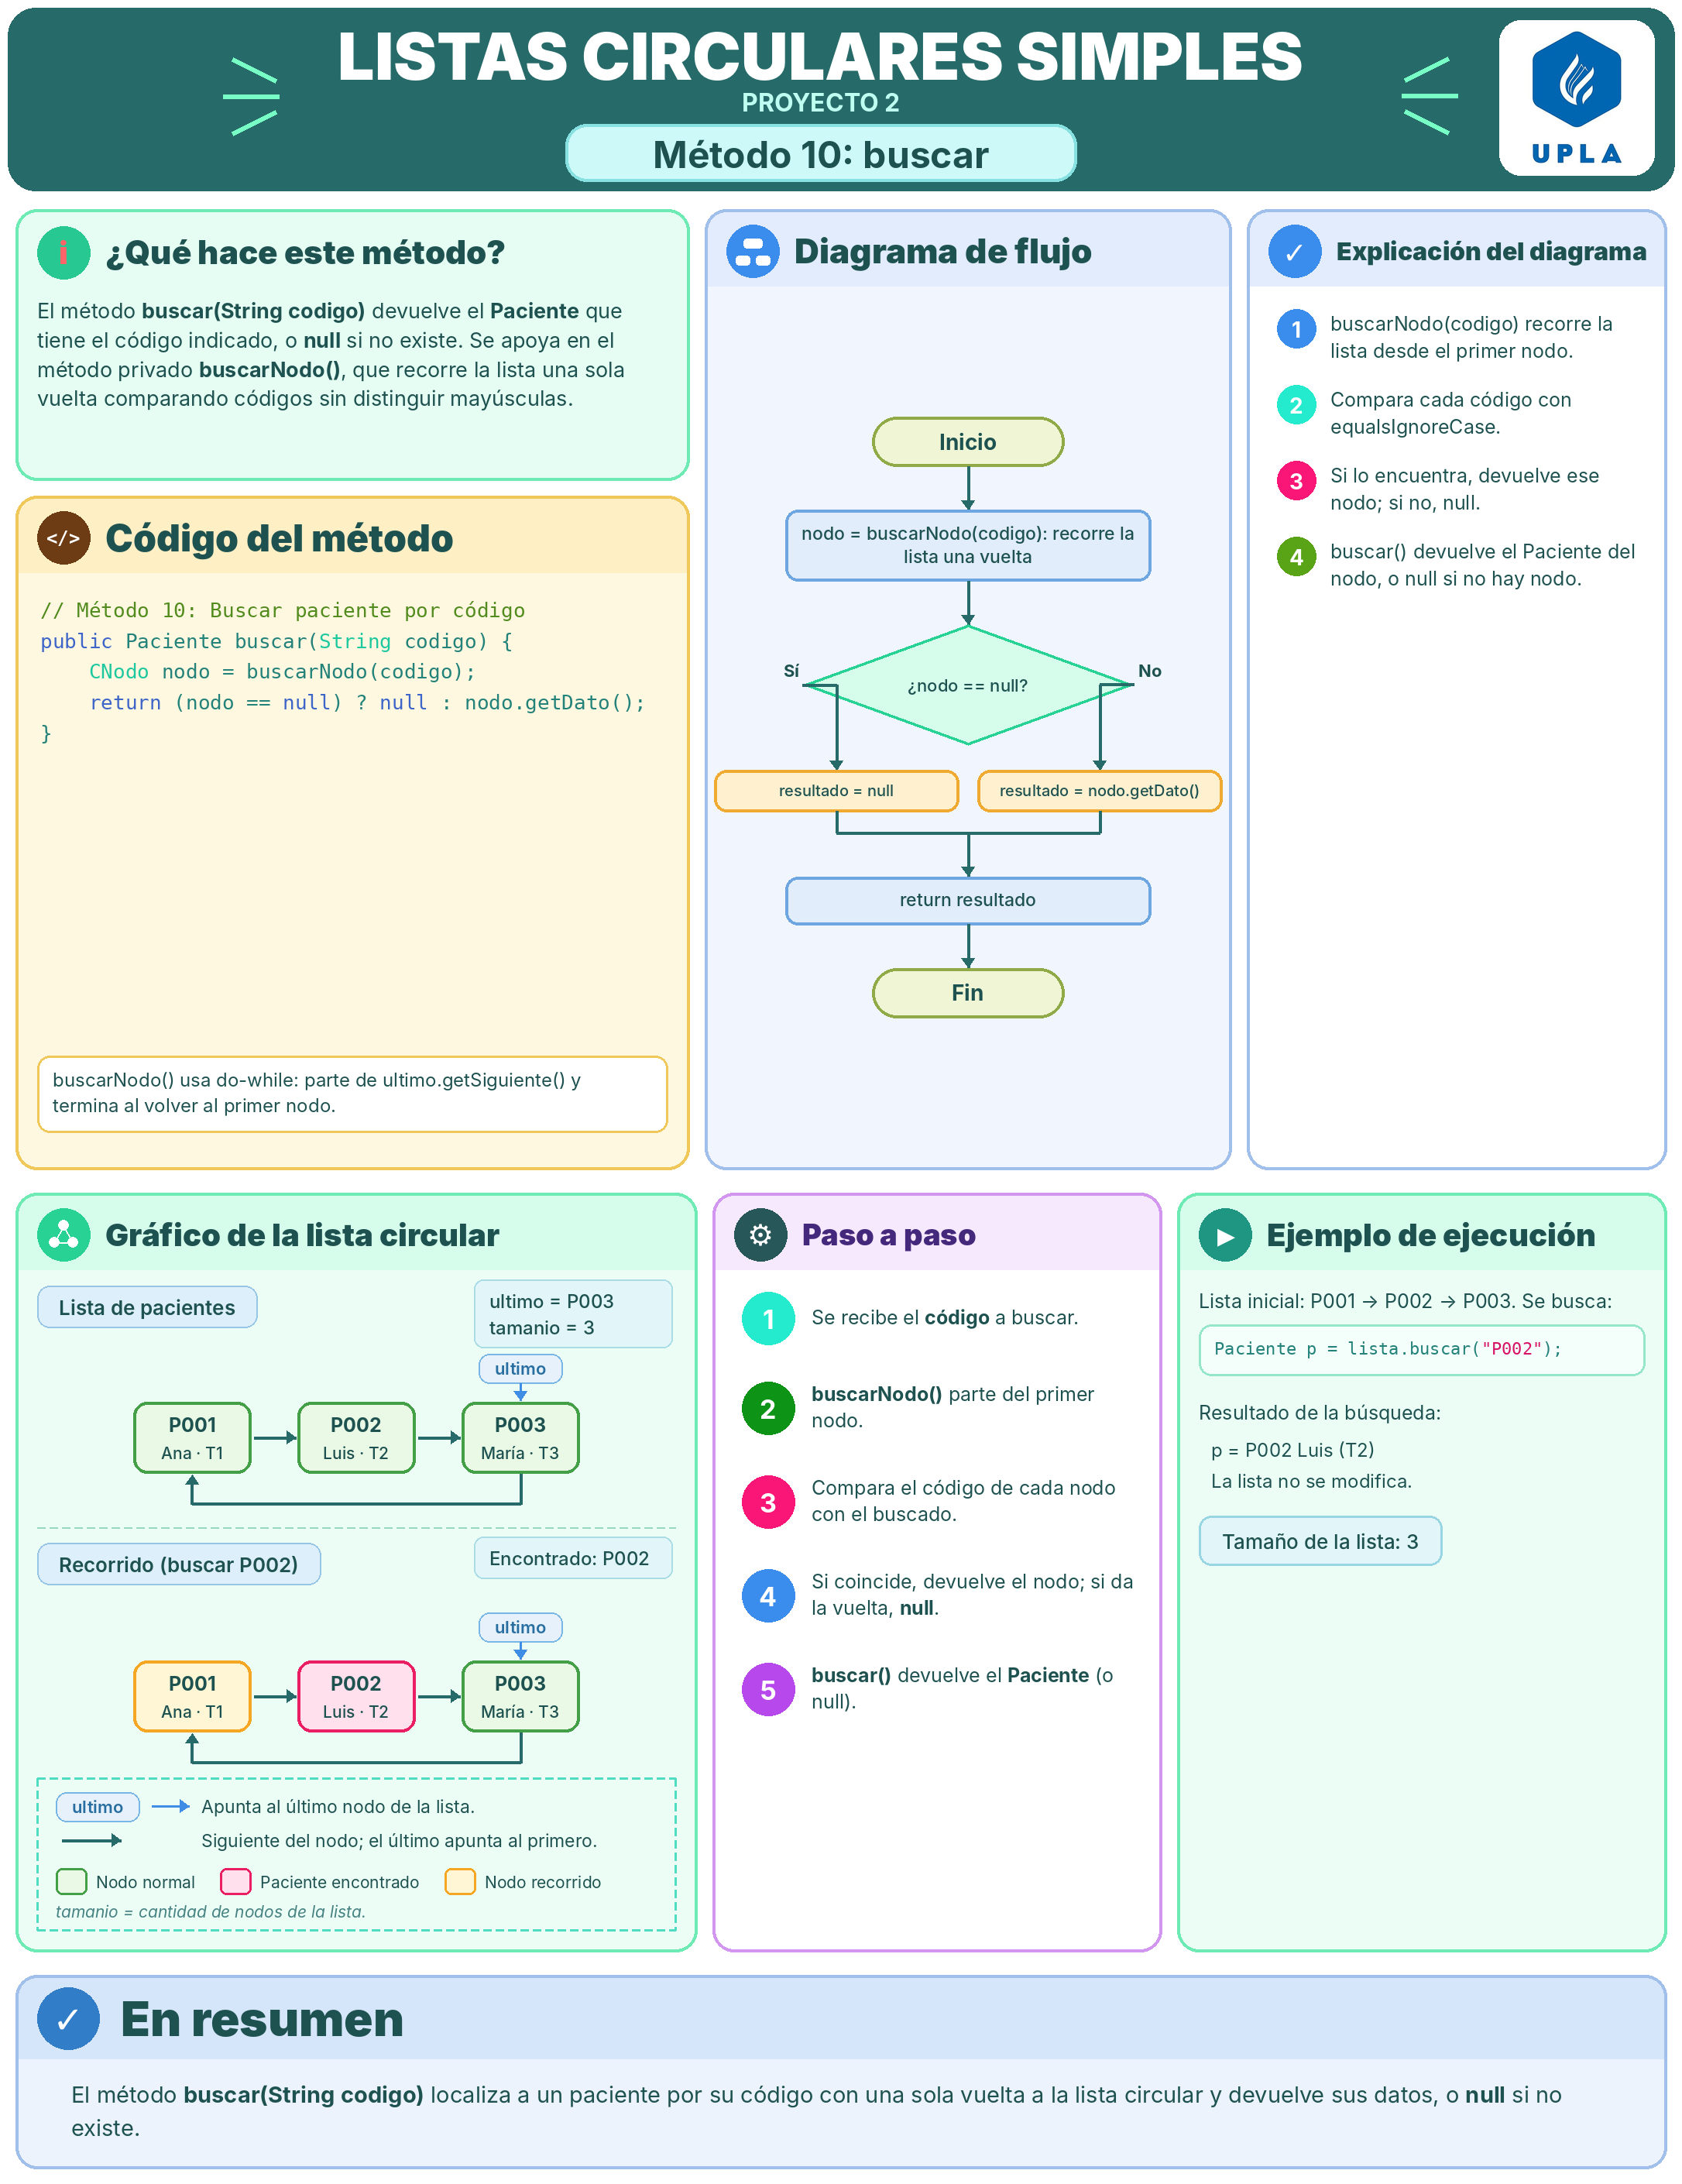 LISTAS CIRCULARES SIMPLES
PROYECTO 2
Método 10: buscar
UPLA
i ¿Qué hace este método?
El método buscar(String codigo) devuelve el Paciente que
tiene el código indicado, o null si no existe. Se apoya en el
método privado buscarNodo(), que recorre la lista una sola
vuelta comparando códigos sin distinguir mayúsculas.
</> Código del método
// Método 10: Buscar paciente por código
public Paciente buscar(String codigo) {
    CNodo nodo = buscarNodo(codigo);
    return (nodo == null) ? null : nodo.getDato();
}
buscarNodo() usa do-while: parte de ultimo.getSiguiente() y
termina al volver al primer nodo.
Diagrama de flujo
Inicio
nodo = buscarNodo(codigo): recorre la
lista una vuelta
Sí
¿nodo == null?
No
resultado = null
resultado = nodo.getDato()
return resultado
Fin
✓ Explicación del diagrama
1 buscarNodo(codigo) recorre la
lista desde el primer nodo.
2 Compara cada código con
equalsIgnoreCase.
3 Si lo encuentra, devuelve ese
nodo; si no, null.
4 buscar() devuelve el Paciente del
nodo, o null si no hay nodo.
Gráfico de la lista circular
Lista de pacientes
ultimo = P003
tamanio = 3
ultimo
P001
Ana · T1
P002
Luis · T2
P003
María · T3
Recorrido (buscar P002)
Encontrado: P002
ultimo
P001
Ana · T1
P002
Luis · T2
P003
María · T3
ultimo Apunta al último nodo de la lista.
Siguiente del nodo; el último apunta al primero.
Nodo normal
Paciente encontrado
Nodo recorrido
tamanio = cantidad de nodos de la lista.
Paso a paso
1 Se recibe el código a buscar.
2 buscarNodo() parte del primer
nodo.
3 Compara el código de cada nodo
con el buscado.
4 Si coincide, devuelve el nodo; si da
la vuelta, null.
5 buscar() devuelve el Paciente (o
null).
Ejemplo de ejecución
Lista inicial: P001 → P002 → P003. Se busca:
Paciente p = lista.buscar("P002");
Resultado de la búsqueda:
p = P002 Luis (T2)
La lista no se modifica.
Tamaño de la lista: 3
✓ En resumen
El método buscar(String codigo) localiza a un paciente por su código con una sola vuelta a la lista circular y devuelve sus datos, o null si no
existe.